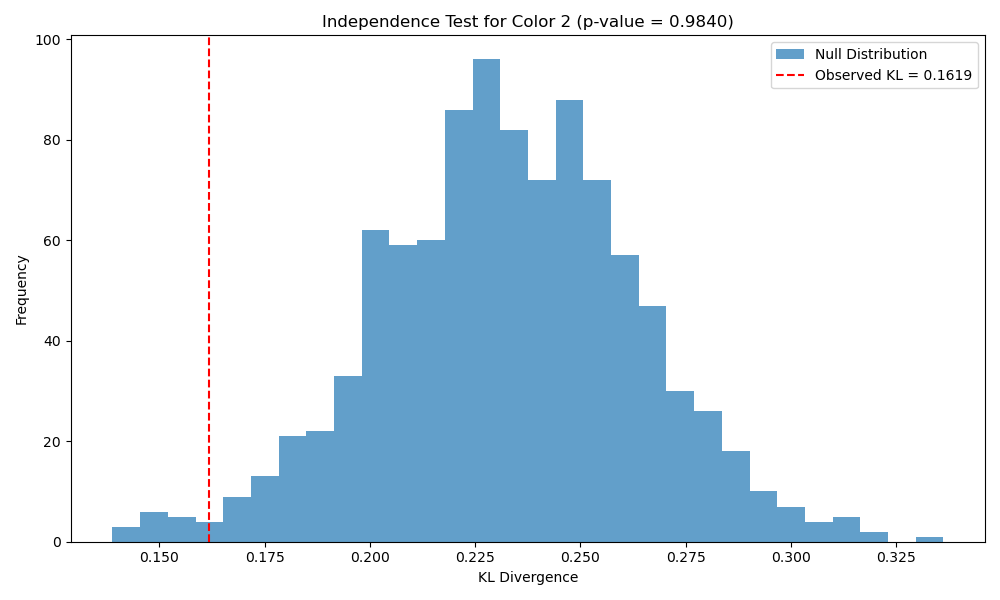 Independence Test for Color 2 (p-value = 0.9840)
Null Distribution
Observed KL = 0.1619
Frequency
100
80
60
40
20
0
0.150 0.175 0.200 0.225 0.250 0.275 0.300 0.325
KL Divergence